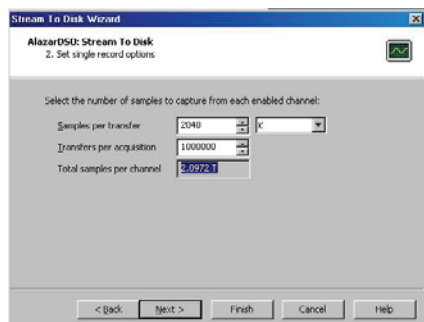 Stream To Disk Wizard
AlazarDSO: Stream To Disk
2. Set single record options
Select the number of samples to capture from each enabled channel:
Samples per transfer 2048 K
Transfers per acquisition 1000000
Total samples per channel 2.0972 T
< Back Next > Finish Cancel Help